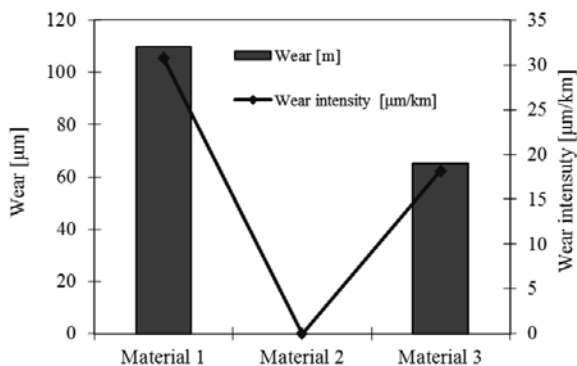 120
100
80
60
40
20
0
Wear [µm]
Wear [m]
Wear intensity [µm/km]
35
30
25
20
15
10
5
0
Wear intensuty [µm/km]
Material 1
Material 2
Material 3